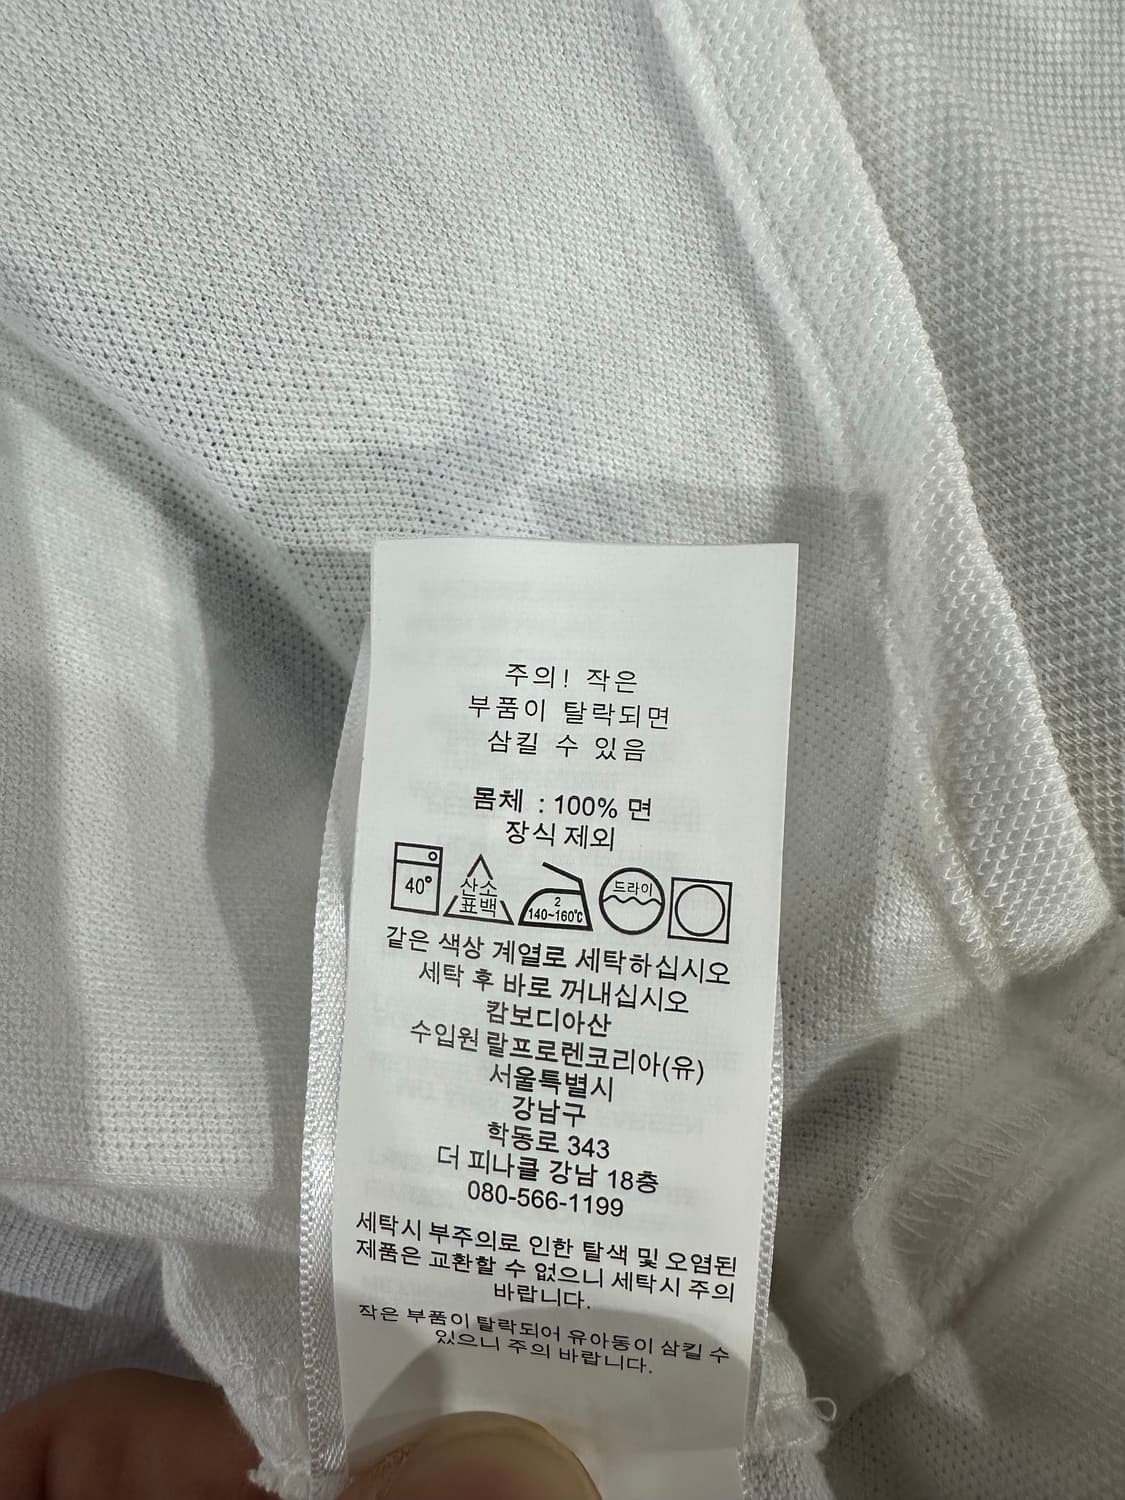 주의! 작은
부품이 탈락되면
삼킬 수 있음
몸체 : 100% 면
장식 제외
40°
산소
표백
2
140~160℃
드라이
같은 색상 계열로 세탁하십시오
세탁 후 바로 꺼내십시오
캄보디아산
수입원 랄프로렌코리아(유)
서울특별시
강남구
학동로 343
더 피나클 강남 18층
080-566-1199
세탁시 부주의로 인한 탈색 및 오염된
제품은 교환할 수 없으니 세탁시 주의
바랍니다.
작은 부품이 탈락되어 유아동이 삼킬 수
있으니 주의 바랍니다.